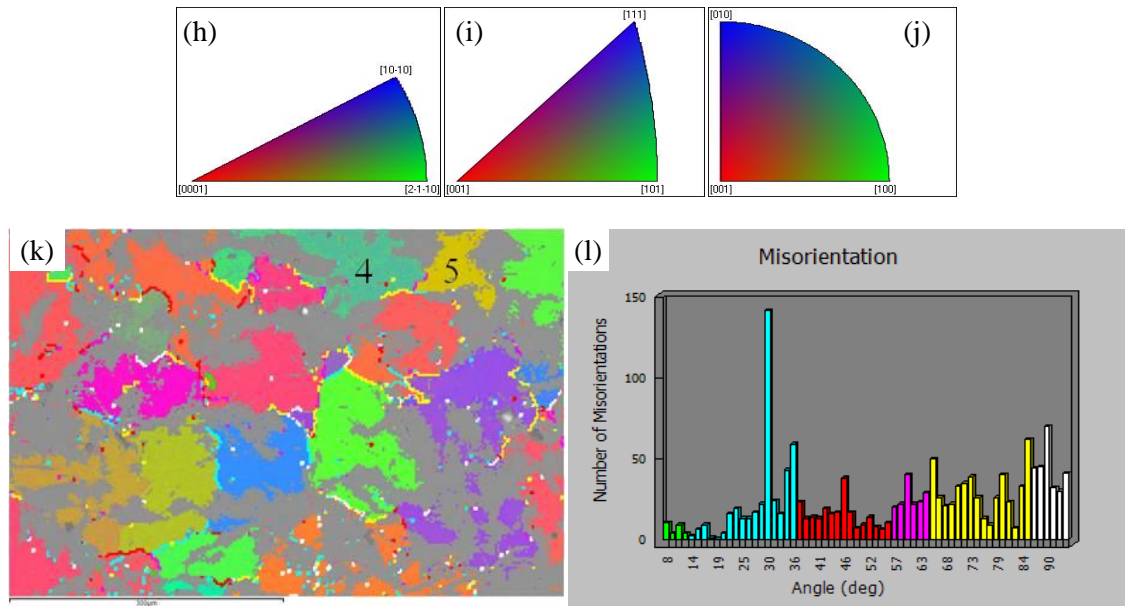 (h)
[10-10]
[0001]
[2-1-10]
(i)
[111]
[001]
[101]
(j)
[010]
[001]
[100]
(k)
4
5
300µm
(l)
Misorientation
Number of Misorientations
150
100
50
0
8 14 19 25 30 36 41 46 52 57 63 68 73 79 84 90
Angle (deg)